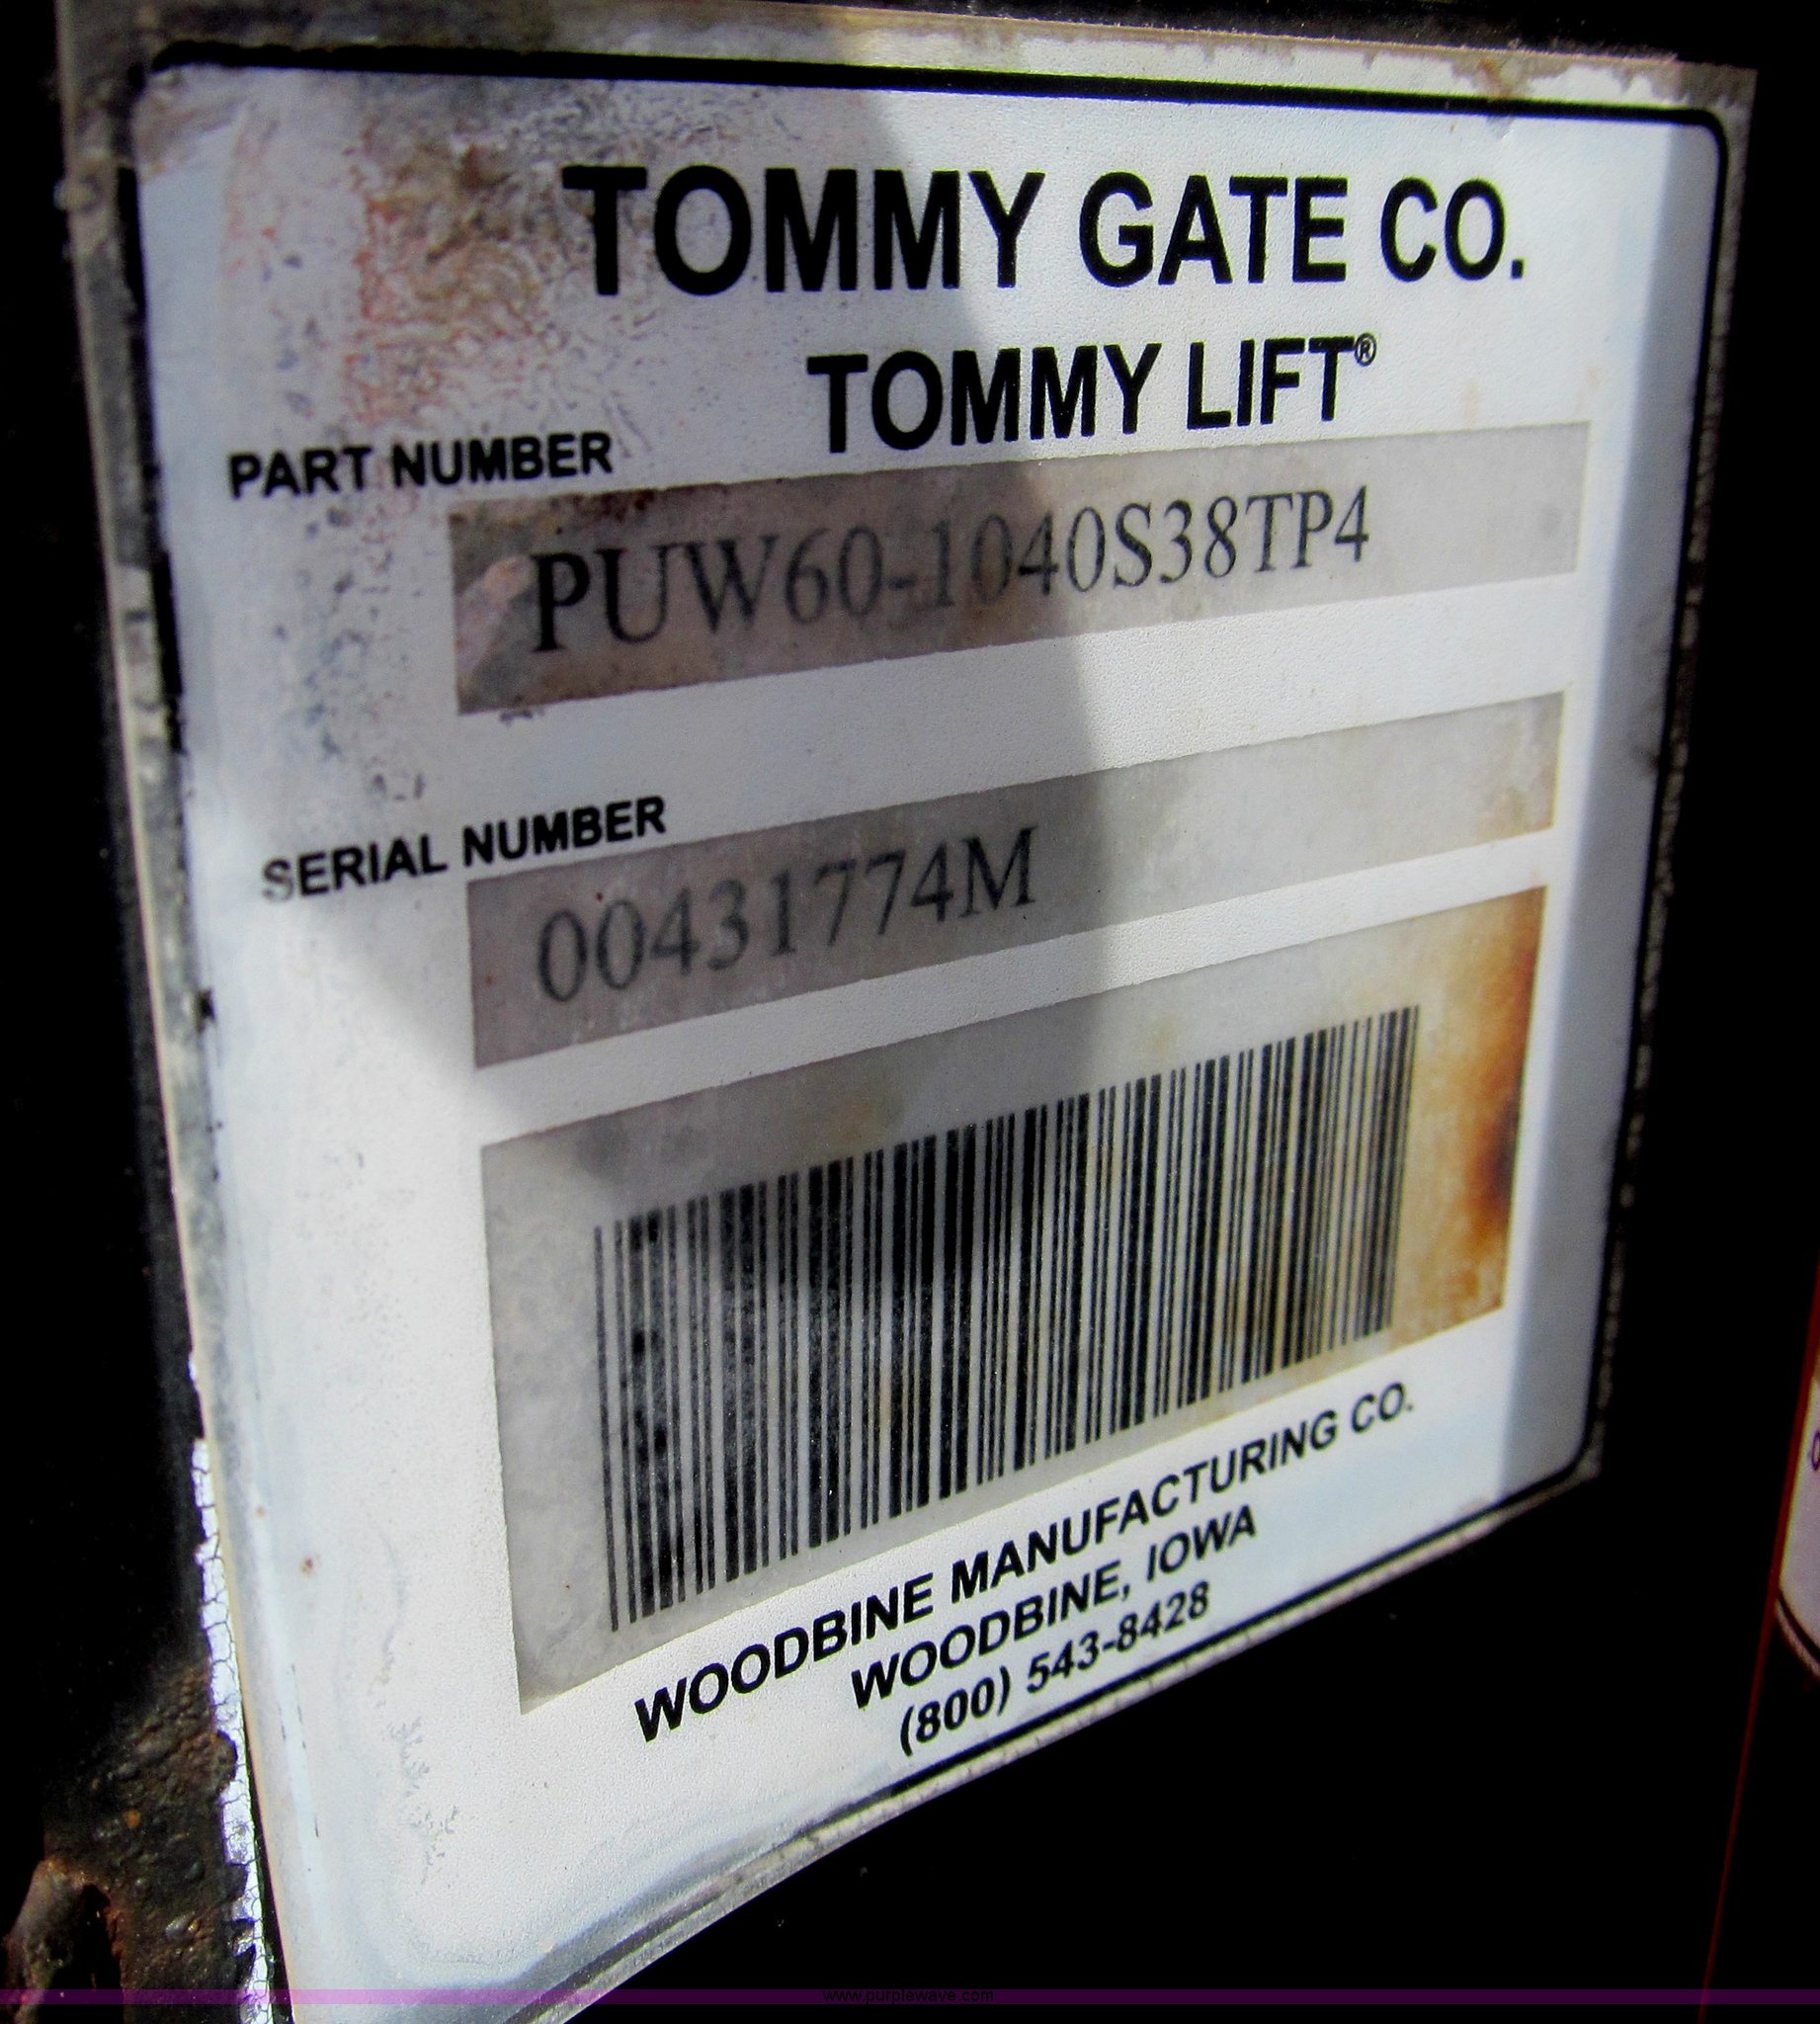 TOMMY GATE CO.
TOMMY LIFT®
PART NUMBER
PUW60-1040S38TP4
SERIAL NUMBER
00431774M
WOODBINE MANUFACTURING CO.
WOODBINE, IOWA
(800) 543-8428
www.purplewave.com